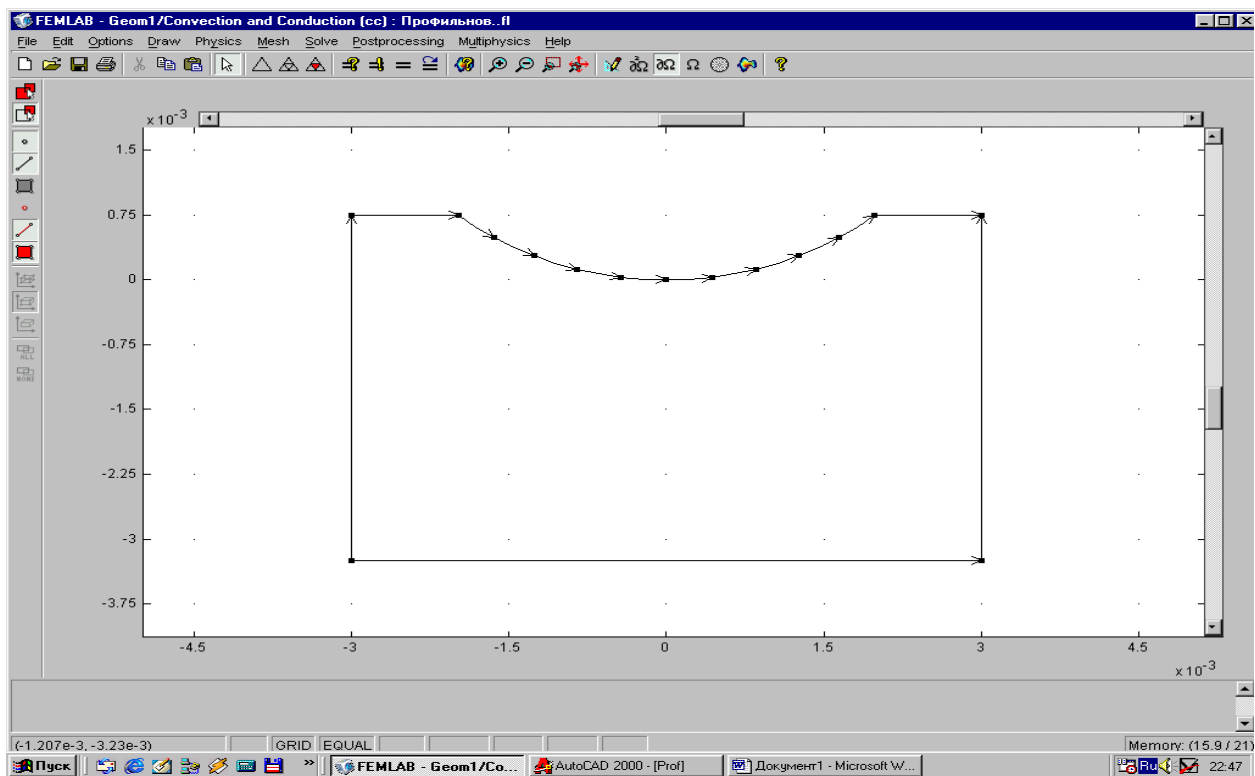 FEMLAB - Geom1/Convection and Conduction (cc) : Профильнов..fl
File Edit Options Draw Physics Mesh Solve Postprocessing Multiphysics Help
∂Ω Ω
x 10-3
1.5
0.75
0
-0.75
-1.5
-2.25
-3
-3.75
-4.5 -3 -1.5 0 1.5 3 4.5
x 10-3
ALL
NONE
(-1.207e-3, -3.23e-3) GRID EQUAL Memory: (15.9 / 21)
Пуск » FEMLAB - Geom1/Co... AutoCAD 2000 - [Prof] Документ1 - Microsoft W... Ru 22:47